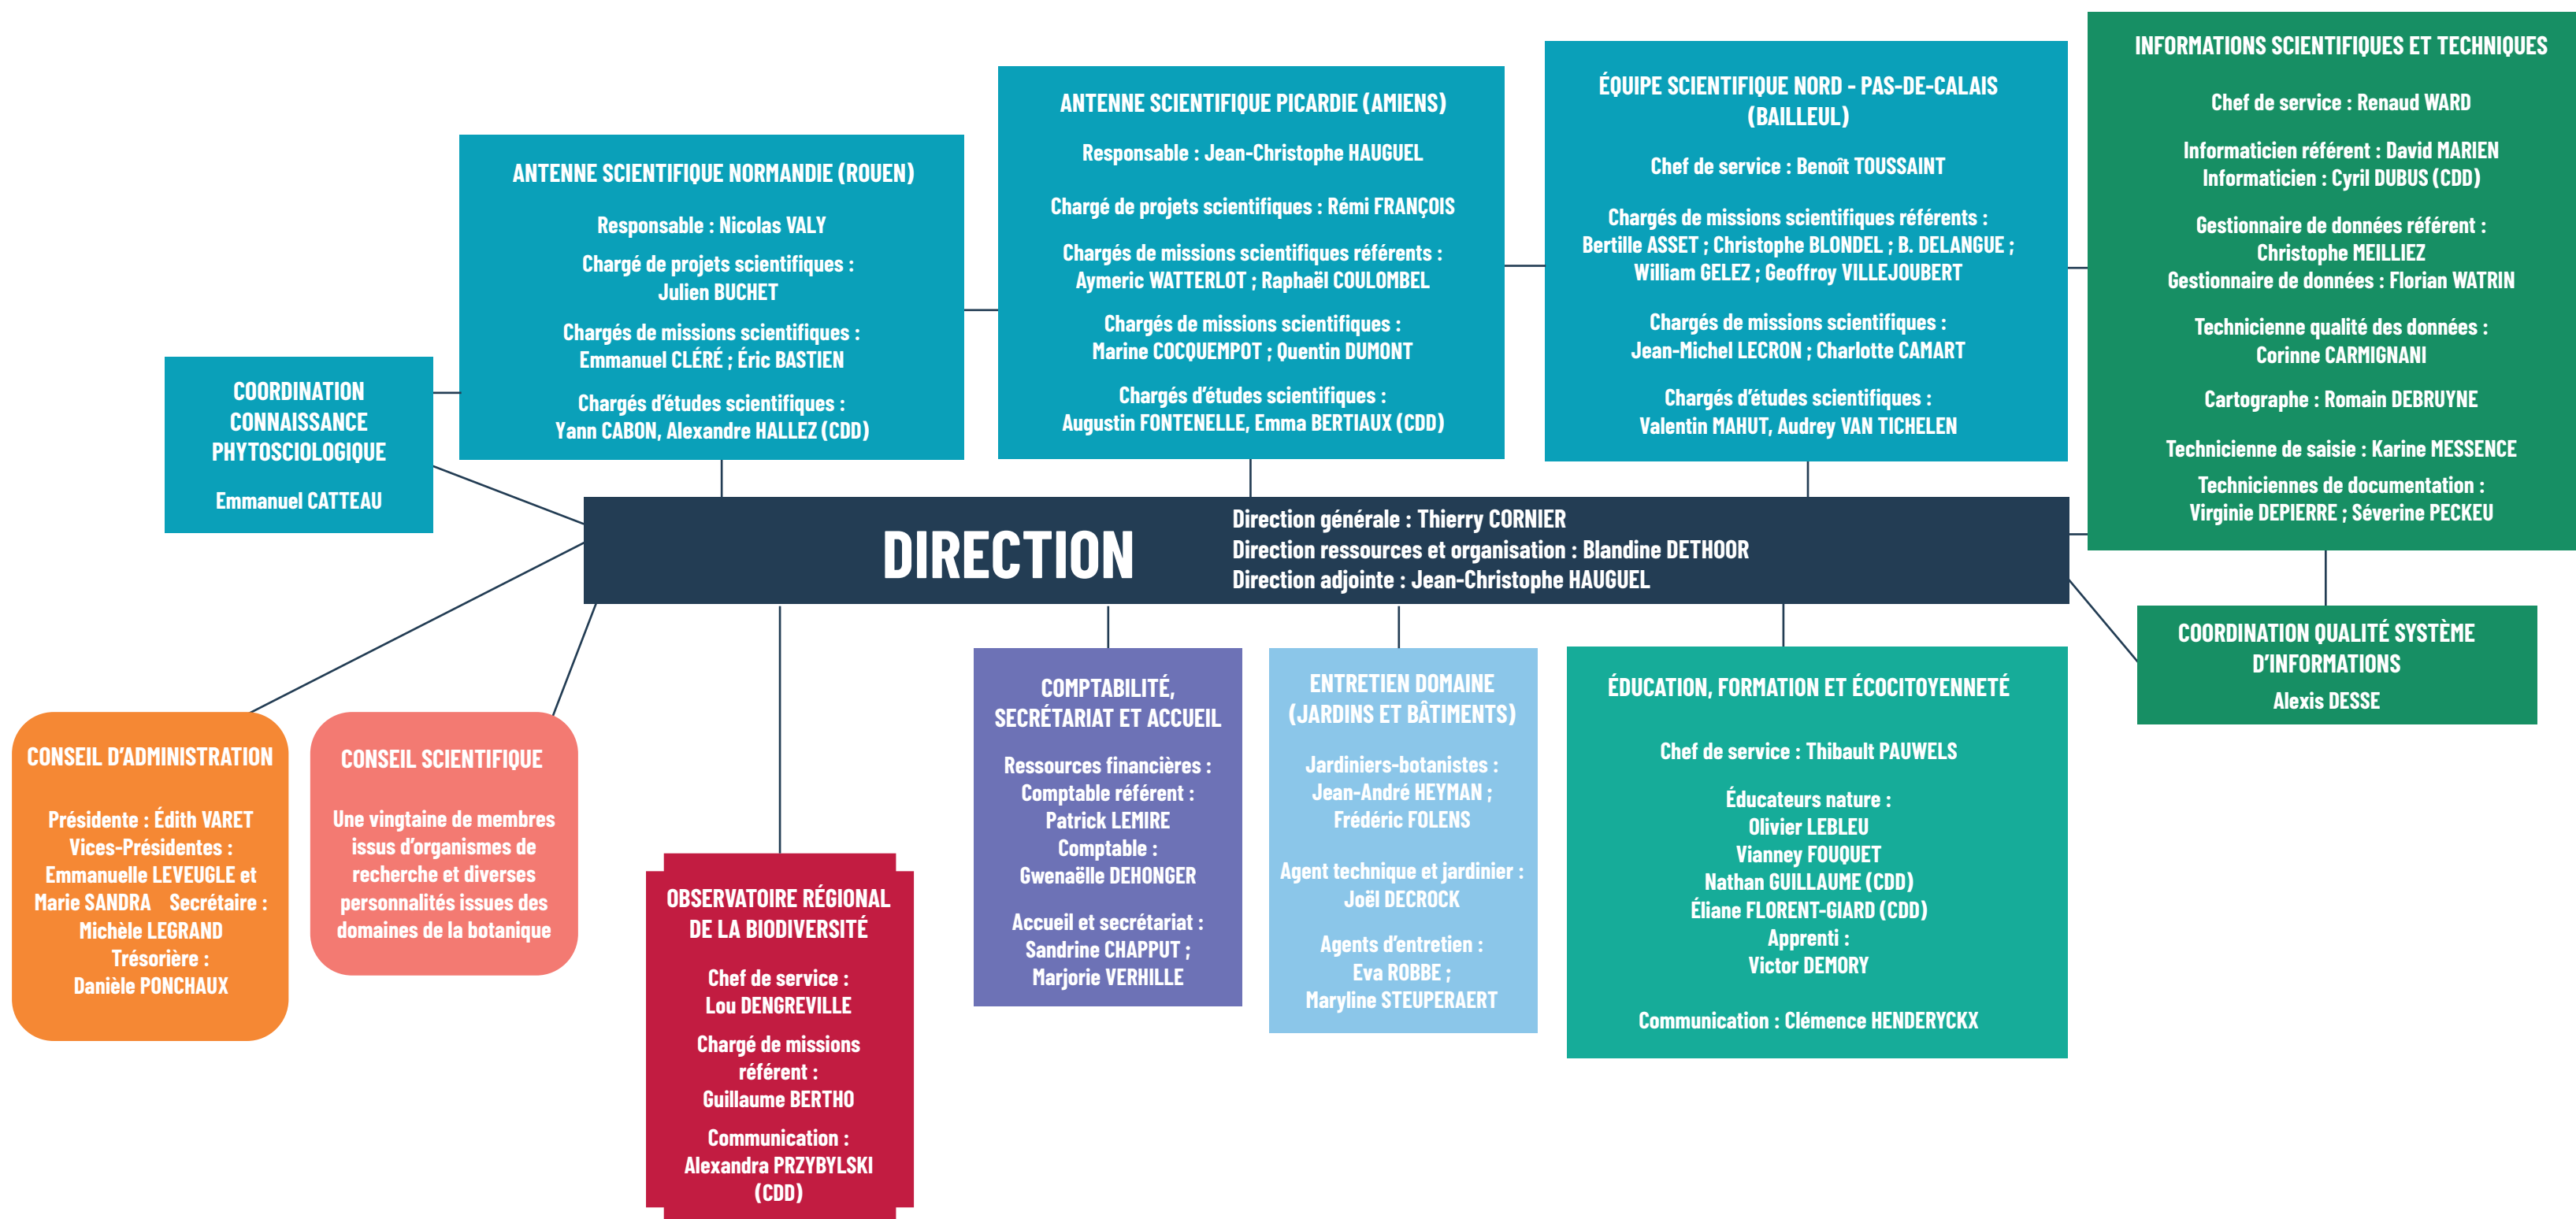 INFORMATIONS SCIENTIFIQUES ET TECHNIQUES
Chef de service : Renaud WARD
Informaticien référent : David MARIEN
Informaticien : Cyril DUBUS (CDD)
Gestionnaire de données référent :
Christophe MEILLIEZ
Gestionnaire de données : Florian WATRIN
Technicienne qualité des données :
Corinne CARMIGNANI
Cartographe : Romain DEBRUYNE
Technicienne de saisie : Karine MESSENCE
Techniciennes de documentation :
Virginie DEPIERRE ; Séverine PECKEU
ÉQUIPE SCIENTIFIQUE NORD - PAS-DE-CALAIS
(BAILLEUL)
Chef de service : Benoît TOUSSAINT
Chargés de missions scientifiques référents :
Bertille ASSET ; Christophe BLONDEL ; B. DELANGUE ;
William GELEZ ; Geoffroy VILLEJOUBERT
Chargés de missions scientifiques :
Jean-Michel LECRON ; Charlotte CAMART
Chargés d'études scientifiques :
Valentin MAHUT, Audrey VAN TICHELEN
ANTENNE SCIENTIFIQUE PICARDIE (AMIENS)
Responsable : Jean-Christophe HAUGUEL
Chargé de projets scientifiques : Rémi FRANÇOIS
Chargés de missions scientifiques référents :
Aymeric WATTERLOT ; Raphaël COULOMBEL
Chargés de missions scientifiques :
Marine COCQUEMPOT ; Quentin DUMONT
Chargés d'études scientifiques :
Augustin FONTENELLE, Emma BERTIAUX (CDD)
ANTENNE SCIENTIFIQUE NORMANDIE (ROUEN)
Responsable : Nicolas VALY
Chargé de projets scientifiques :
Julien BUCHET
Chargés de missions scientifiques :
Emmanuel CLÉRÉ ; Éric BASTIEN
Chargés d'études scientifiques :
Yann CABON, Alexandre HALLEZ (CDD)
COORDINATION
CONNAISSANCE
PHYTOSCIOLOGIQUE
Emmanuel CATTEAU
DIRECTION
Direction générale : Thierry CORNIER
Direction ressources et organisation : Blandine DETHOOR
Direction adjointe : Jean-Christophe HAUGUEL
COORDINATION QUALITÉ SYSTÈME
D'INFORMATIONS
Alexis DESSE
CONSEIL D'ADMINISTRATION
Présidente : Édith VARET
Vices-Présidentes :
Emmanuelle LEVEUGLE et
Marie SANDRA Secrétaire :
Michèle LEGRAND
Trésorière :
Danièle PONCHAUX
CONSEIL SCIENTIFIQUE
Une vingtaine de membres
issus d'organismes de
recherche et diverses
personnalités issues des
domaines de la botanique
OBSERVATOIRE RÉGIONAL
DE LA BIODIVERSITÉ
Chef de service :
Lou DENGREVILLE
Chargé de missions
référent :
Guillaume BERTHO
Communication :
Alexandra PRZYBYLSKI
(CDD)
COMPTABILITÉ,
SECRÉTARIAT ET ACCUEIL
Ressources financières :
Comptable référent :
Patrick LEMIRE
Comptable :
Gwenaëlle DEHONGER
Accueil et secrétariat :
Sandrine CHAPPUT ;
Marjorie VERHILLE
ENTRETIEN DOMAINE
(JARDINS ET BÂTIMENTS)
Jardiniers-botanistes :
Jean-André HEYMAN ;
Frédéric FOLENS
Agent technique et jardinier :
Joël DECROCK
Agents d'entretien :
Eva ROBBE ;
Maryline STEUPERAERT
ÉDUCATION, FORMATION ET ÉCOCITOYENNETÉ
Chef de service : Thibault PAUWELS
Éducateurs nature :
Olivier LEBLEU
Vianney FOUQUET
Nathan GUILLAUME (CDD)
Éliane FLORENT-GIARD (CDD)
Apprenti :
Victor DEMORY
Communication : Clémence HENDERYCKX